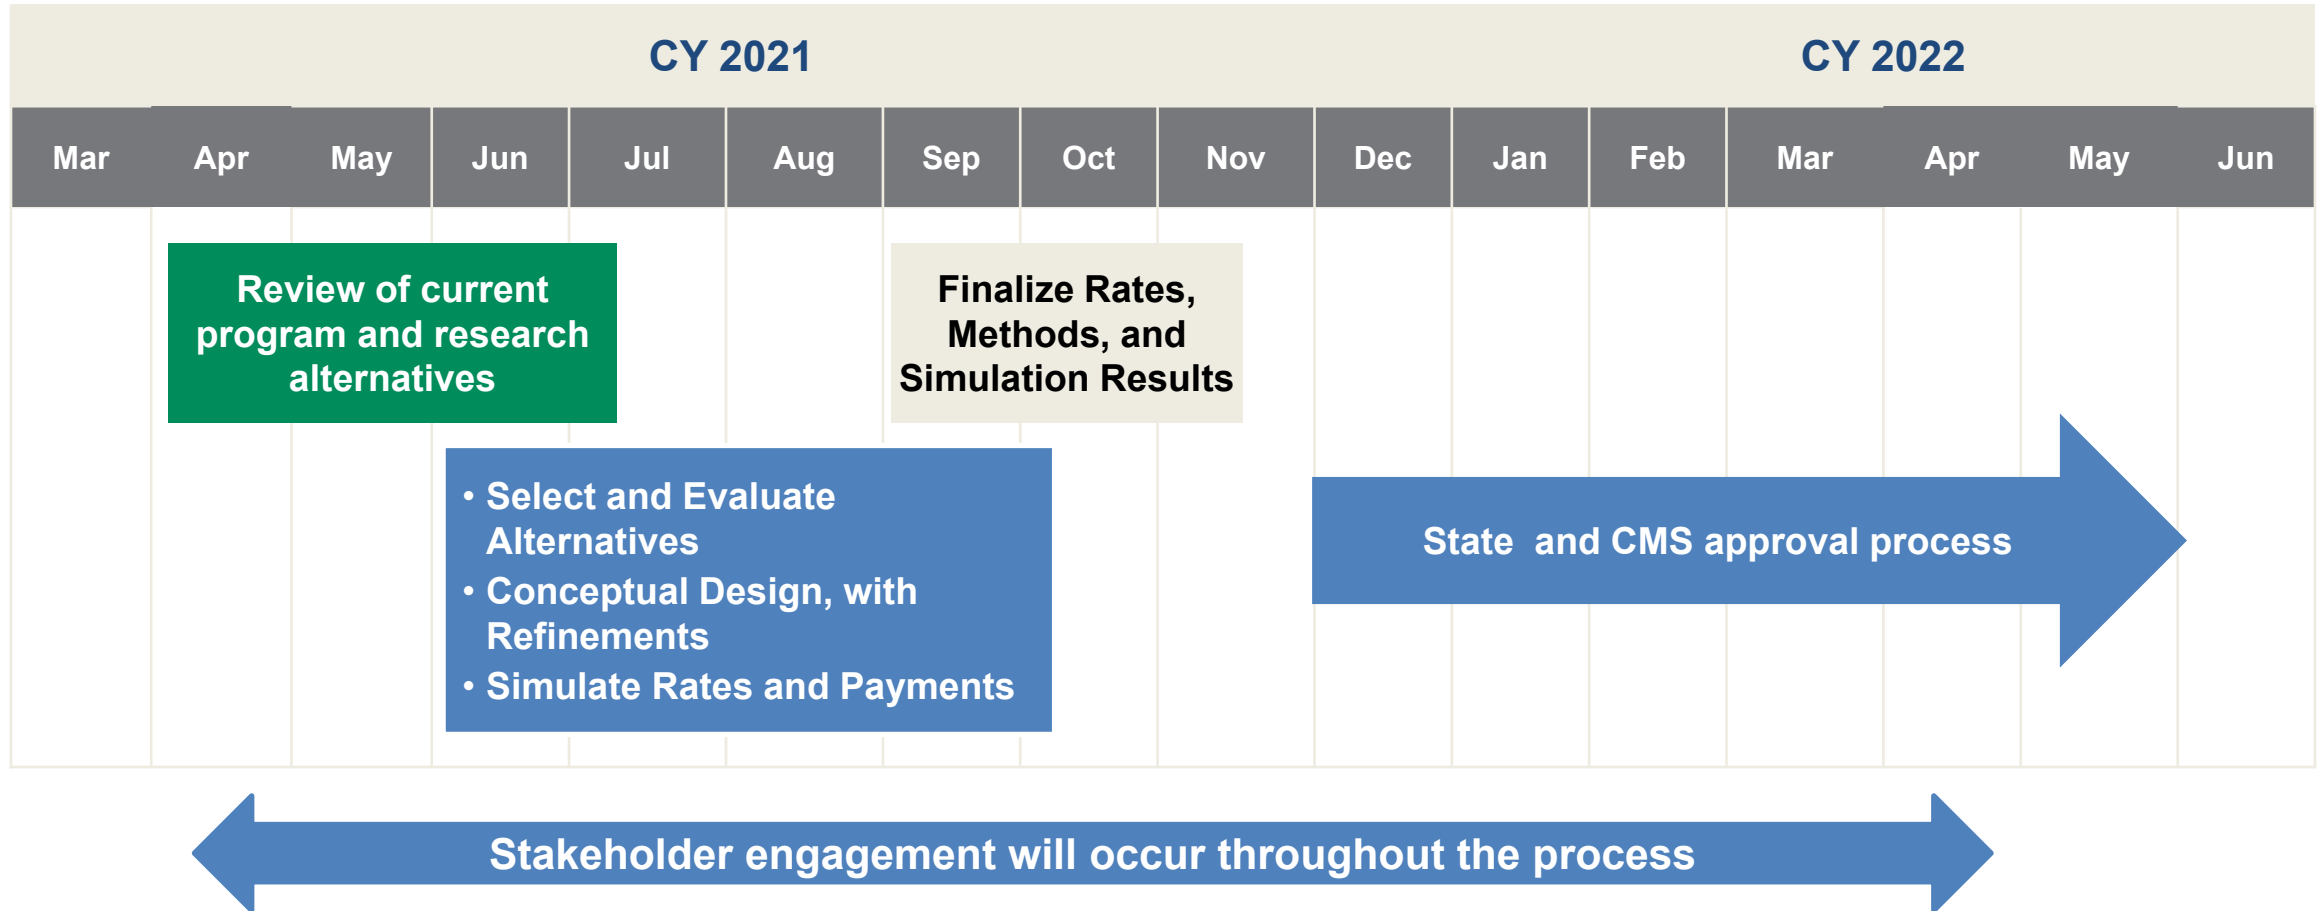 CY 2021
CY 2022
Mar
Apr
May
Jun
Jul
Aug
Sep
Oct
Nov
Dec
Jan
Feb
Mar
Apr
May
Jun
Review of current
program and research
alternatives
Finalize Rates,
Methods, and
Simulation Results
• Select and Evaluate
Alternatives
• Conceptual Design, with
Refinements
• Simulate Rates and Payments
State  and CMS approval process
Stakeholder engagement will occur throughout the process